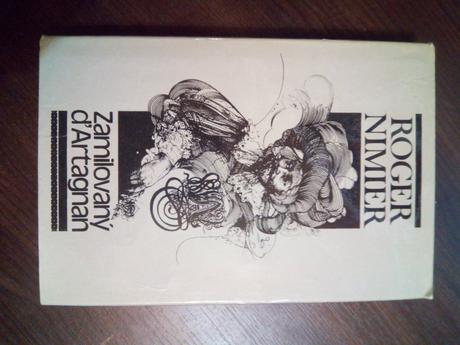 ROGER
NIMIER
Zamilovaný
d'Artagnan